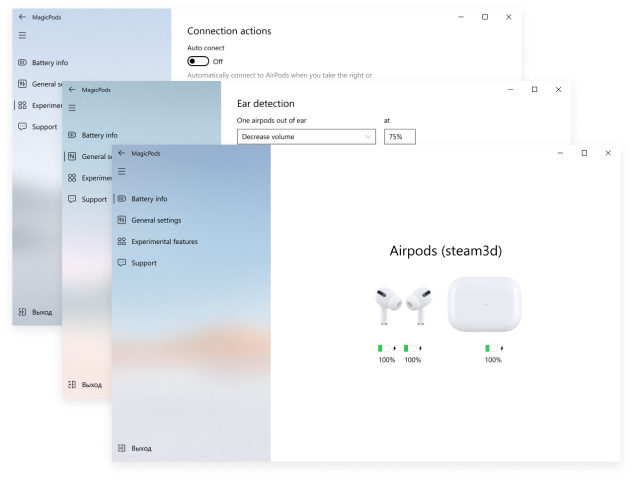 MagicPods
Battery info
General se
Experimen
Support
Выход
Connection actions
Auto conect
Off
Automatically connect to AirPods when you take the right or
MagicPods
Battery info
General se
Experimen
Support
Выход
Ear detection
One airpods out of ear
at
Decrease volume
75%
MagicPods
Battery info
General settings
Experimental features
Support
Выход
Airpods (steam3d)
100%
100%
100%